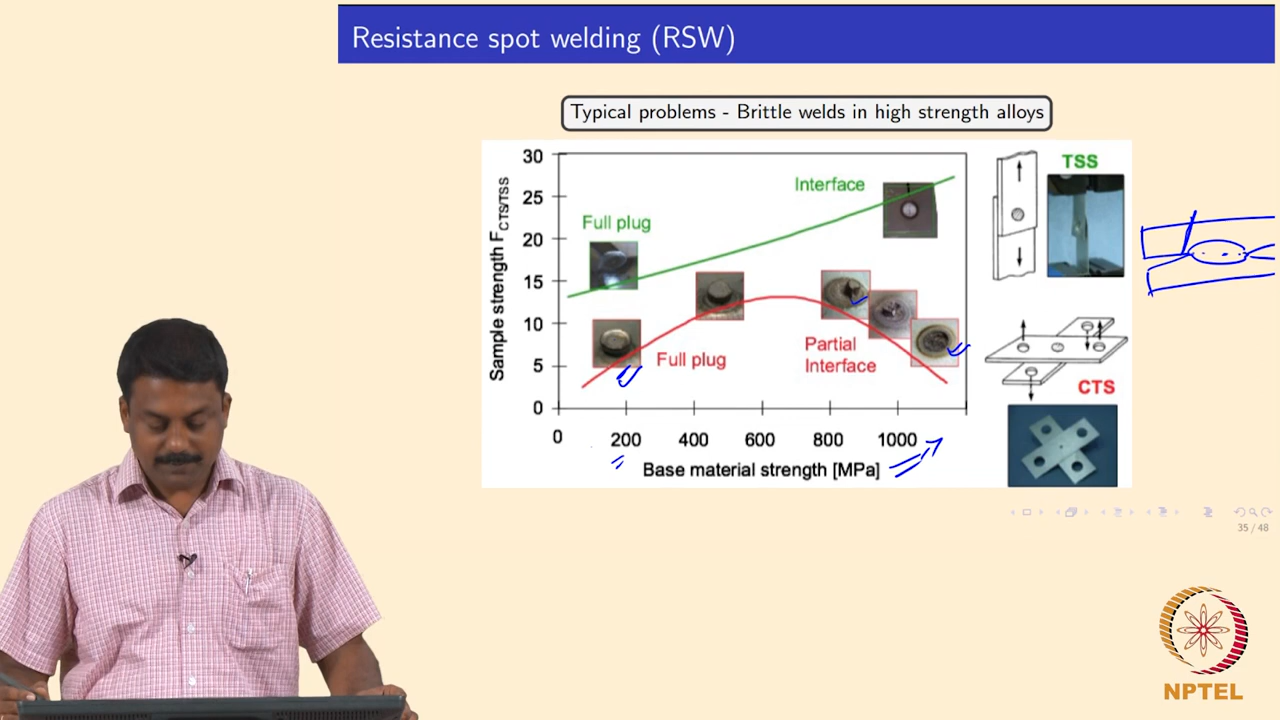 Resistance spot welding (RSW)
Typical problems - Brittle welds in high strength alloys
30
25
20
15
10
5
0
Sample strength F_CTS/TSS
0 200 400 600 800 1000
Base material strength [MPa]
Full plug
Interface
Full plug
Partial
Interface
TSS
CTS
35 / 48
NPTEL